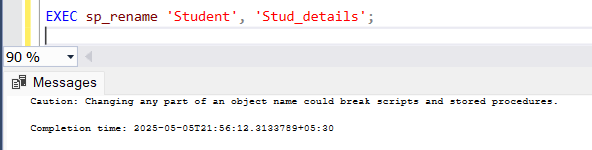 EXEC sp_rename 'Student', 'Stud_details';
90 %
Messages
Caution: Changing any part of an object name could break scripts and stored procedures.
Completion time: 2025-05-05T21:56:12.3133789+05:30